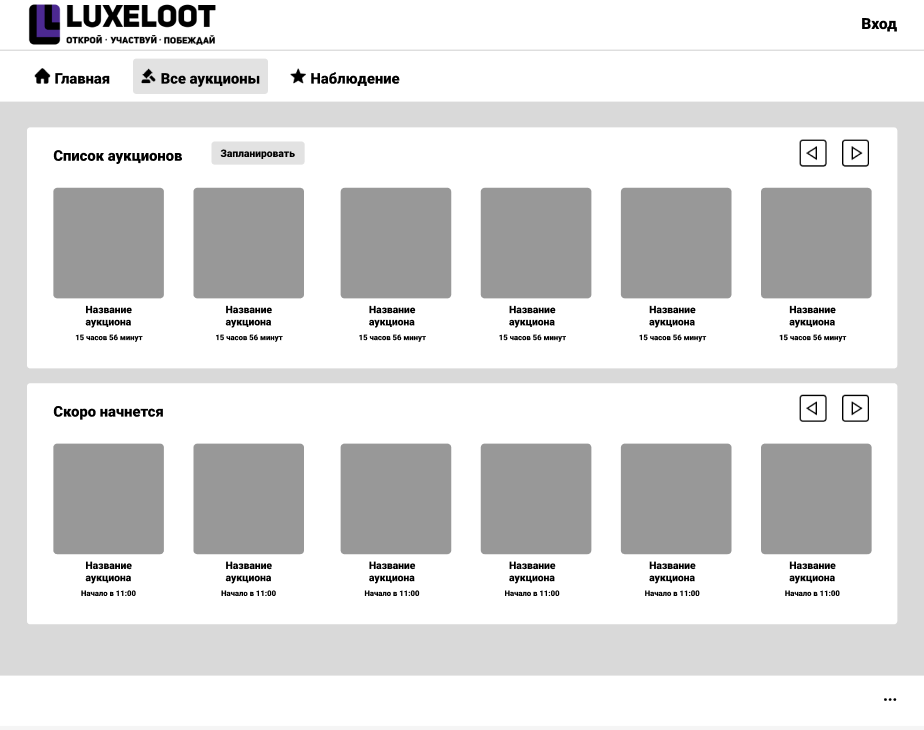 LUXELOOT
ОТКРОЙ · УЧАСТВУЙ · ПОБЕЖДАЙ
Вход
Главная
Все аукционы
Наблюдение
Список аукционов
Запланировать
Название
аукциона
15 часов 56 минут
Название
аукциона
15 часов 56 минут
Название
аукциона
15 часов 56 минут
Название
аукциона
15 часов 56 минут
Название
аукциона
15 часов 56 минут
Название
аукциона
15 часов 56 минут
Скоро начнется
Название
аукциона
Начало в 11:00
Название
аукциона
Начало в 11:00
Название
аукциона
Начало в 11:00
Название
аукциона
Начало в 11:00
Название
аукциона
Начало в 11:00
Название
аукциона
Начало в 11:00
...